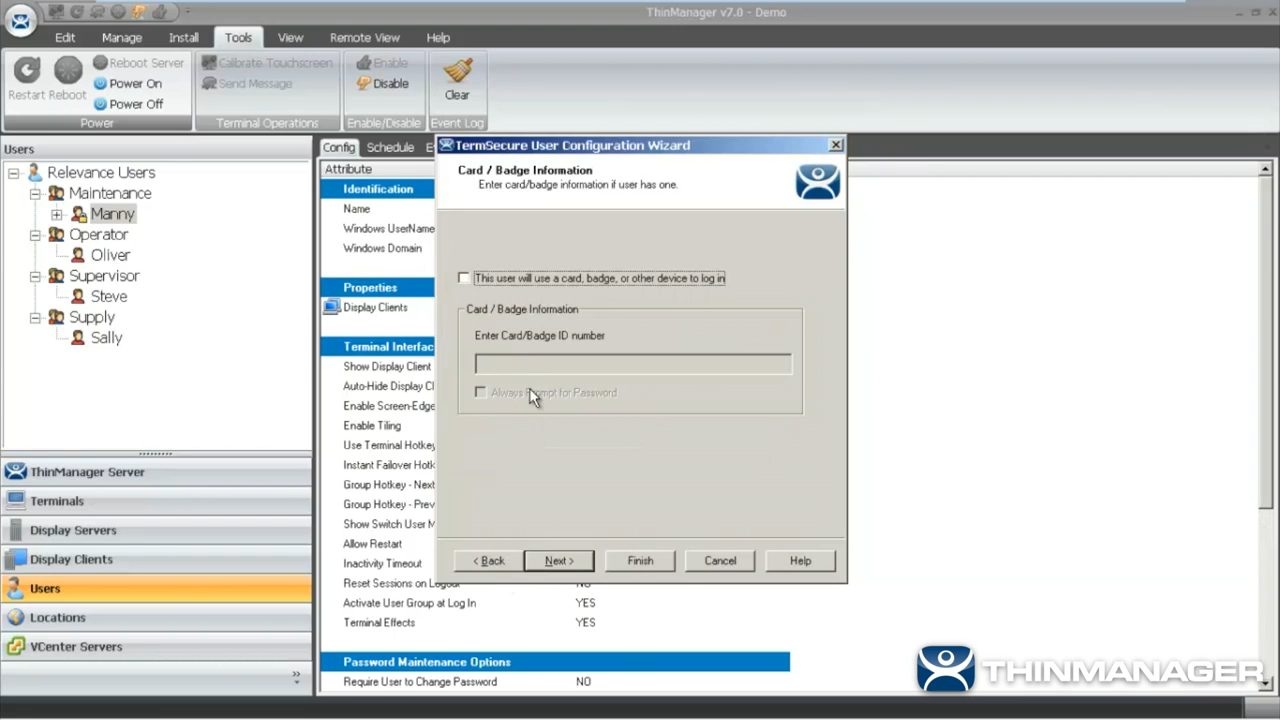 ThinManager v7.0 - Demo
Edit Manage Install Tools View Remote View Help
Restart Reboot
Reboot Server
Power On
Power Off
Power
Calibrate Touchscreen
Send Message
Terminal Operations
Enable
Disable
Enable/Disable
Clear
Event Log
Users
Relevance Users
Maintenance
Manny
Operator
Oliver
Supervisor
Steve
Supply
Sally
ThinManager Server
Terminals
Display Servers
Display Clients
Users
Locations
VCenter Servers
Config Schedule E
Attribute
Identification
Name
Windows UserName
Windows Domain
Properties
Display Clients
Terminal Interfac
Show Display Client
Auto-Hide Display Cl
Enable Screen-Edge
Enable Tiling
Use Terminal Hotkey
Instant Failover Hotk
Group Hotkey - Next
Group Hotkey - Prev
Show Switch User M
Allow Restart
Inactivity Timeout
Reset Sessions on Logout NO
Activate User Group at Log In YES
Terminal Effects YES
Password Maintenance Options
Require User to Change Password NO
TermSecure User Configuration Wizard
Card / Badge Information
Enter card/badge information if user has one.
This user will use a card, badge, or other device to log in
Card / Badge Information
Enter Card/Badge ID number
Always Prompt for Password
< Back Next > Finish Cancel Help
THINMANAGER